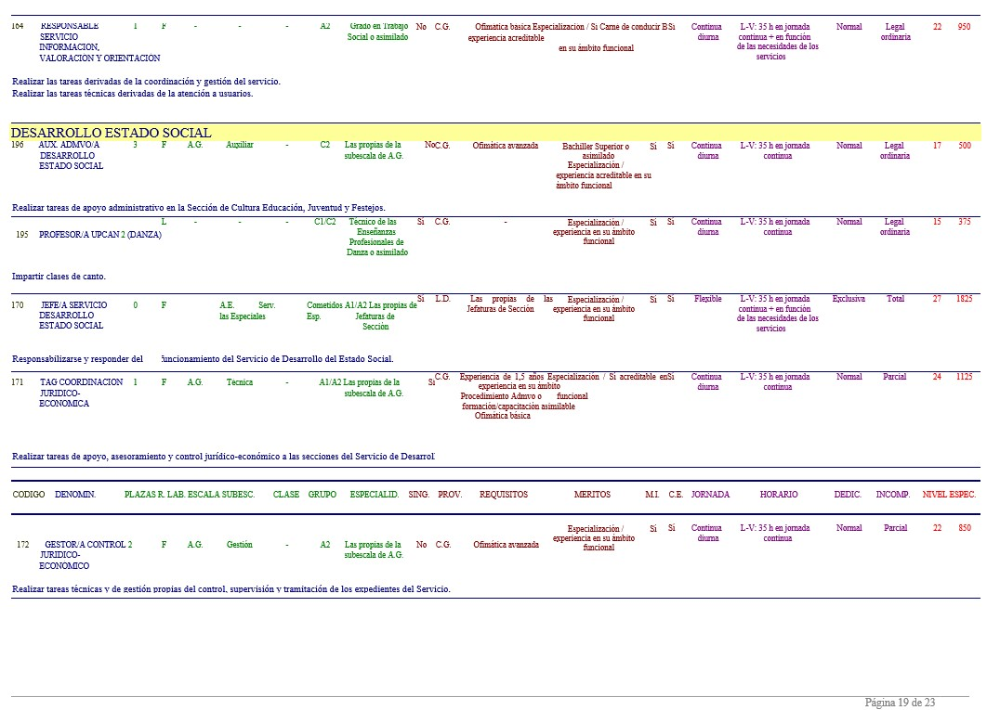 164 RESPONSABLE 1 F - - - A2 Grado en Trabajo No C.G. Ofimática básica Especialización / Si Carne de conducir B Si Continua L-V: 35 h en jornada Normal Legal 22 950
SERVICIO Social o asimilado experiencia acreditable diurna continua + en función ordinaria
INFORMACION, en su ámbito funcional de las necesidades de los
VALORACION Y ORIENTACION servicios
Realizar las tareas derivadas de la coordinación y gestión del servicio.
Realizar las tareas técnicas derivadas de la atención a usuarios.
DESARROLLO ESTADO SOCIAL
196 AUX. ADMVO/A 3 F A.G. Auxiliar - C2 Las propias de la No C.G. Ofimática avanzada Bachiller Superior o Si Si Continua L-V: 35 h en jornada Normal Legal 17 500
DESARROLLO subescala de A.G. asimilado diurna continua ordinaria
ESTADO SOCIAL Especialización /
experiencia acreditable en su
ámbito funcional
Realizar tareas de apoyo administrativo en la Sección de Cultura Educación, Juventud y Festejos.
L - - - C1/C2 Técnico de las Si C.G. - Especialización / Si Si Continua L-V: 35 h en jornada Normal Legal 15 375
195 PROFESOR/A UPCAN 2 (DANZA) Enseñanzas experiencia en su ámbito diurna continua ordinaria
Profesionales de funcional
Danza o asimilado
Impartir clases de canto.
170 JEFE/A SERVICIO 0 F A.E. Serv. Cometidos A1/A2 Las propias de Si L.D. Las propias de las Especialización / Si Si Flexible L-V: 35 h en jornada Exclusiva Total 27 1825
DESARROLLO las Especiales Esp. Jefaturas de Jefaturas de Sección experiencia en su ámbito continua + en función
ESTADO SOCIAL Sección funcional de las necesidades de los
servicios
Responsabilizarse y responder del funcionamiento del Servicio de Desarrollo del Estado Social.
171 TAG COORDINACION 1 F A.G. Técnica - A1/A2 Las propias de la Si C.G. Experiencia de 1,5 años Especialización / Si acreditable en Si Continua L-V: 35 h en jornada Normal Parcial 24 1125
JURIDICO- subescala de A.G. experiencia en su ámbito diurna continua
ECONOMICA Procedimiento Admvo o funcional
formación/capacitación asimilable
Ofimática básica
Realizar tareas de apoyo, asesoramiento y control jurídico-económico a las secciones del Servicio de Desarrol
CODIGO DENOMIN. PLAZAS R. LAB. ESCALA SUBESC. CLASE GRUPO ESPECIALID. SING. PROV. REQUISITOS MERITOS M.I. C.E. JORNADA HORARIO DEDIC. INCOMP. NIVEL ESPEC.
172 GESTOR/A CONTROL 2 F A.G. Gestión - A2 Las propias de la No C.G. Ofimática avanzada Especialización / Si Si Continua L-V: 35 h en jornada Normal Parcial 22 850
JURIDICO- subescala de A.G. experiencia en su ámbito diurna continua
ECONOMICO funcional
Realizar tareas técnicas y de gestión propias del control, supervisión y tramitación de los expedientes del Servicio.
Página 19 de 23